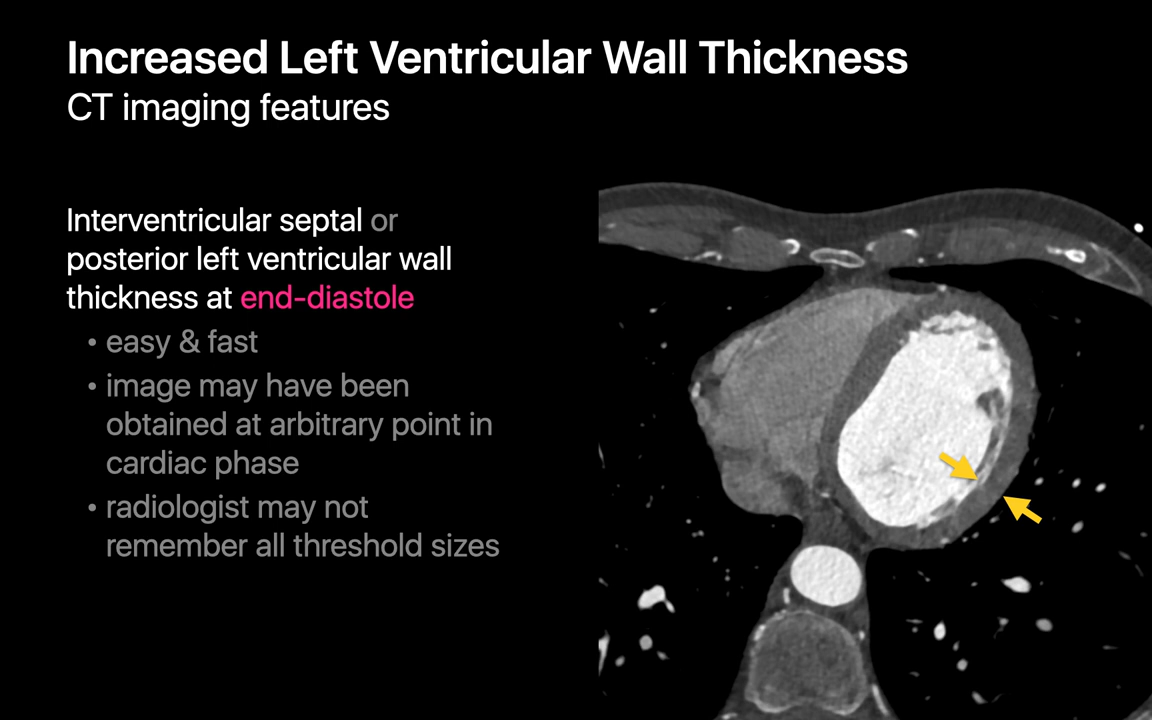 Increased Left Ventricular Wall Thickness
CT imaging features
Interventricular septal or
posterior left ventricular wall
thickness at end-diastole
• easy & fast
• image may have been
obtained at arbitrary point in
cardiac phase
• radiologist may not
remember all threshold sizes